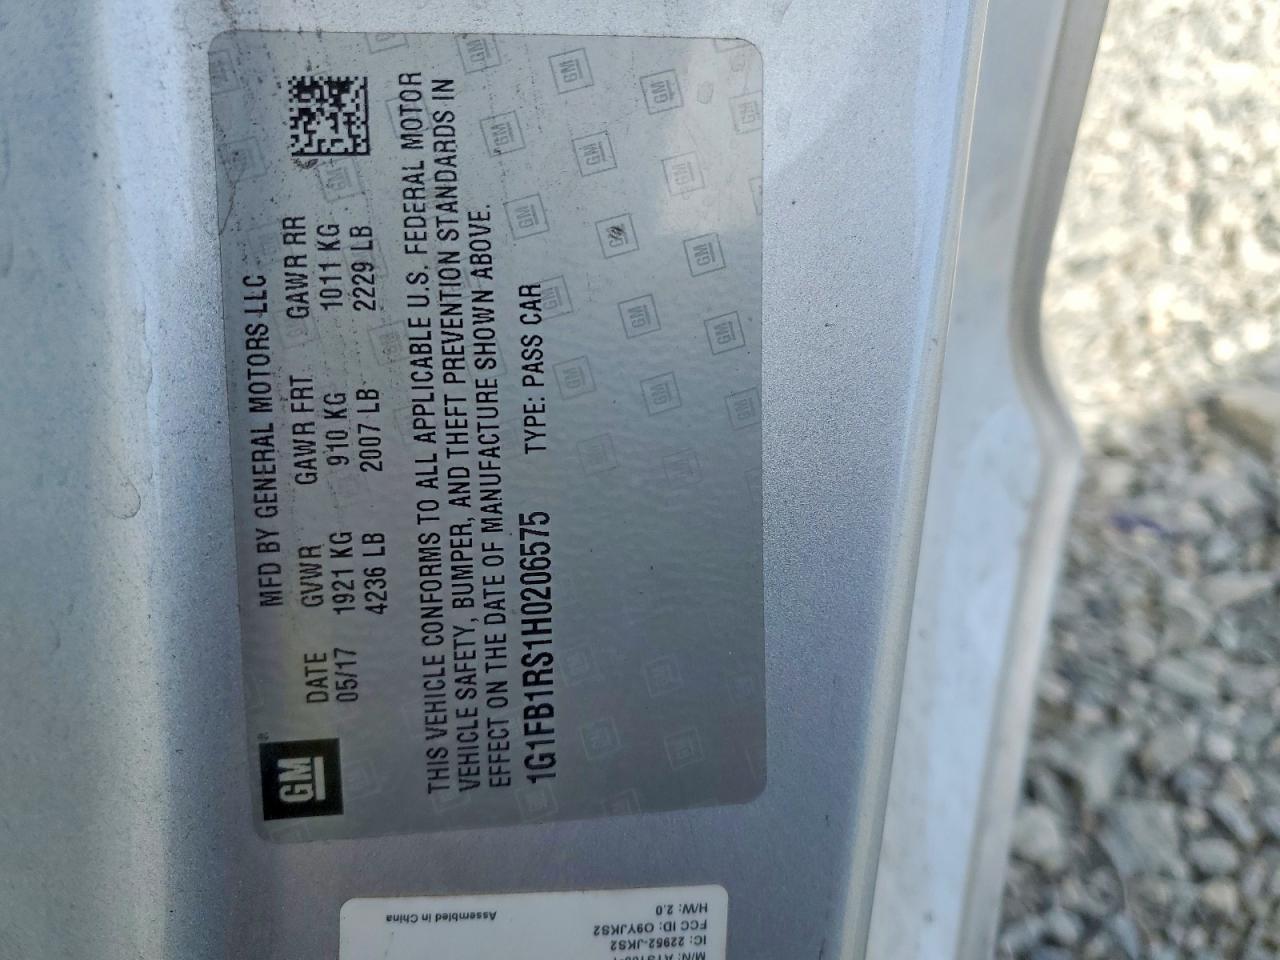 GM
MFD BY GENERAL MOTORS LLC
DATE GVWR GAWR FRT GAWR RR
05/17 1921 KG 910 KG 1011 KG
4236 LB 2007 LB 2229 LB
THIS VEHICLE CONFORMS TO ALL APPLICABLE U.S. FEDERAL MOTOR
VEHICLE SAFETY, BUMPER, AND THEFT PREVENTION STANDARDS IN
EFFECT ON THE DATE OF MANUFACTURE SHOWN ABOVE.
1G1FB1RS1H0206575 TYPE: PASS CAR
IC: 22952-JKS2
FCC ID: O9YJKS2
H/W: 2.0
Assembled in China